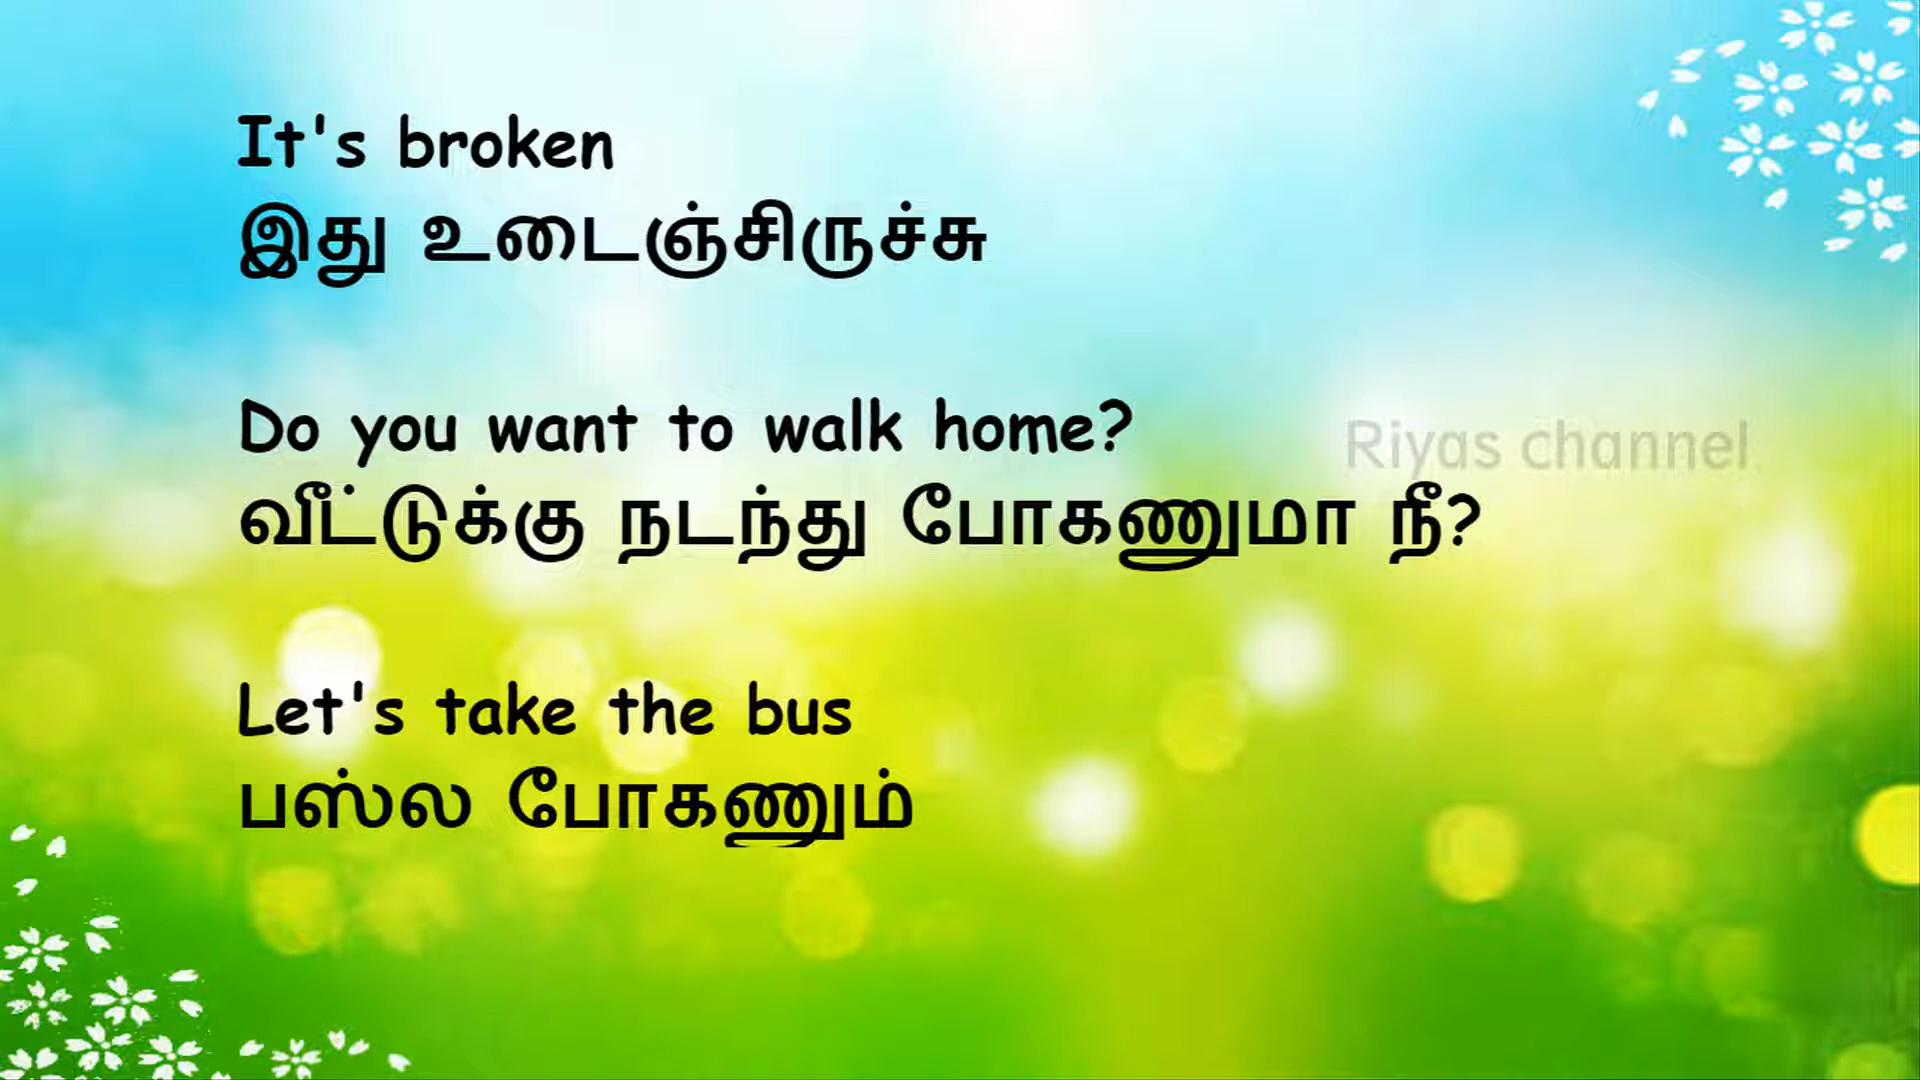 It's broken
இது உடைஞ்சிருச்சு
Do you want to walk home?
Riyas channel
வீட்டுக்கு நடந்து போகணுமா நீ?
Let's take the bus
பஸ்ல போகணும்